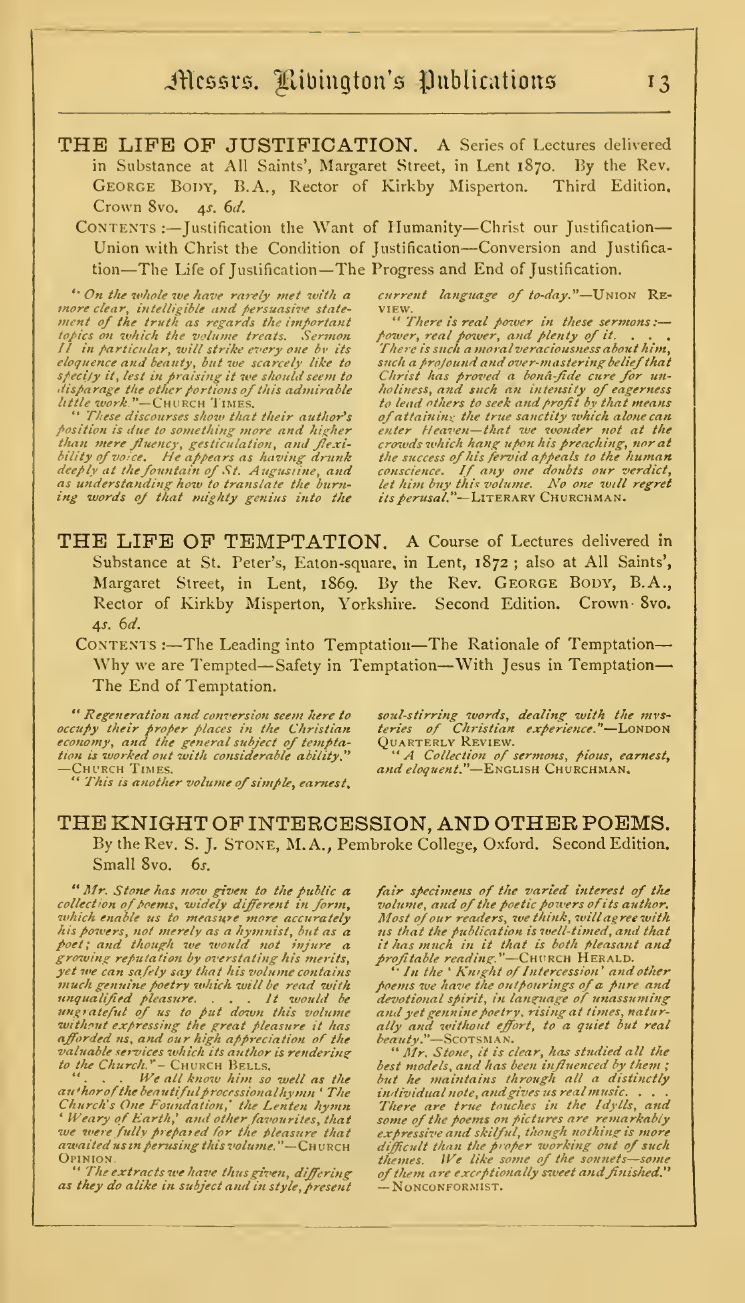 Messrs. Rivington's Publications 13
THE LIFE OF JUSTIFICATION. A Series of Lectures delivered
in Substance at All Saints', Margaret Street, in Lent 1870. By the Rev.
GEORGE BODY, B.A., Rector of Kirkby Misperton. Third Edition.
Crown 8vo. 4s. 6d.
CONTENTS :—Justification the Want of Humanity—Christ our Justification—
Union with Christ the Condition of Justification—Conversion and Justifica-
tion—The Life of Justification—The Progress and End of Justification.
" On the whole we have rarely met with a
more clear, intelligible and persuasive state-
ment of the truth as regards the important
topics on which the volume treats. Sermon
II in particular, will strike every one by its
eloquence and beauty, but we scarcely like to
specify it, lest in praising it we should seem to
disparage the other portions of this admirable
little work."—CHURCH TIMES.
" These discourses show that their author's
position is due to something more and higher
than mere fluency, gesticulation, and flexi-
bility of voice. He appears as having drunk
deeply at the fountain of St. Augustine, and
as understanding how to translate the burn-
ing words of that mighty genius into the
current language of to-day."—UNION RE-
VIEW.
" There is real power in these sermons:—
power, real power, and plenty of it. . . .
There is such a moral veraciousness about him,
such a profound and over-mastering belief that
Christ has proved a bonâ-fide cure for un-
holiness, and such an intensity of eagerness
to lead others to seek and profit by that means
of attaining the true sanctity which alone can
enter Heaven—that we wonder not at the
crowds which hang upon his preaching, nor at
the success of his fervid appeals to the human
conscience. If any one doubts our verdict,
let him buy this volume. No one will regret
its perusal."—LITERARY CHURCHMAN.
THE LIFE OF TEMPTATION. A Course of Lectures delivered in
Substance at St. Peter's, Eaton-square, in Lent, 1872 ; also at All Saints',
Margaret Street, in Lent, 1869. By the Rev. GEORGE BODY, B.A.,
Rector of Kirkby Misperton, Yorkshire. Second Edition. Crown 8vo.
4s. 6d.
CONTENTS :—The Leading into Temptation—The Rationale of Temptation—
Why we are Tempted—Safety in Temptation—With Jesus in Temptation—
The End of Temptation.
" Regeneration and conversion seem here to
occupy their proper places in the Christian
economy, and the general subject of tempta-
tion is worked out with considerable ability."
—CHURCH TIMES.
" This is another volume of simple, earnest,
soul-stirring words, dealing with the mys-
teries of Christian experience."—LONDON
QUARTERLY REVIEW.
" A Collection of sermons, pious, earnest,
and eloquent."—ENGLISH CHURCHMAN.
THE KNIGHT OF INTERCESSION, AND OTHER POEMS.
By the Rev. S. J. STONE, M.A., Pembroke College, Oxford. Second Edition.
Small 8vo. 6s.
" Mr. Stone has now given to the public a
collection of poems, widely different in form,
which enable us to measure more accurately
his powers, not merely as a hymnist, but as a
poet ; and though we would not injure a
growing reputation by overstating his merits,
yet we can safely say that his volume contains
much genuine poetry which will be read with
unqualified pleasure. . . . It would be
ungrateful of us to put down this volume
without expressing the great pleasure it has
afforded us, and our high appreciation of the
valuable services which its author is rendering
to the Church."—CHURCH BELLS.
" . . . We all know him so well as the
author of the beautiful processional hymn ' The
Church's One Foundation,' the Lenten hymn
' Weary of Earth,' and other favourites, that
we were fully prepared for the pleasure that
awaited us in perusing this volume."—CHURCH
OPINION.
" The extracts we have thus given, differing
as they do alike in subject and in style, present
fair specimens of the varied interest of the
volume, and of the poetic powers of its author.
Most of our readers, we think, will agree with
us that the publication is well-timed, and that
it has much in it that is both pleasant and
profitable reading."—CHURCH HERALD.
" In the ' Knight of Intercession' and other
poems we have the outpourings of a pure and
devotional spirit, in language of unassuming
and yet gennine poetry, rising at times, natur-
ally and without effort, to a quiet but real
beauty."—SCOTSMAN.
" Mr. Stone, it is clear, has studied all the
best models, and has been influenced by them ;
but he maintains through all a distinctly
individual note, and gives us real music. . . .
There are true touches in the Idylls, and
some of the poems on pictures are remarkably
expressive and skilful, though nothing is more
difficult than the proper working out of such
themes. We like some of the sonnets—some
of them are exceptionally sweet and finished."
—NONCONFORMIST.